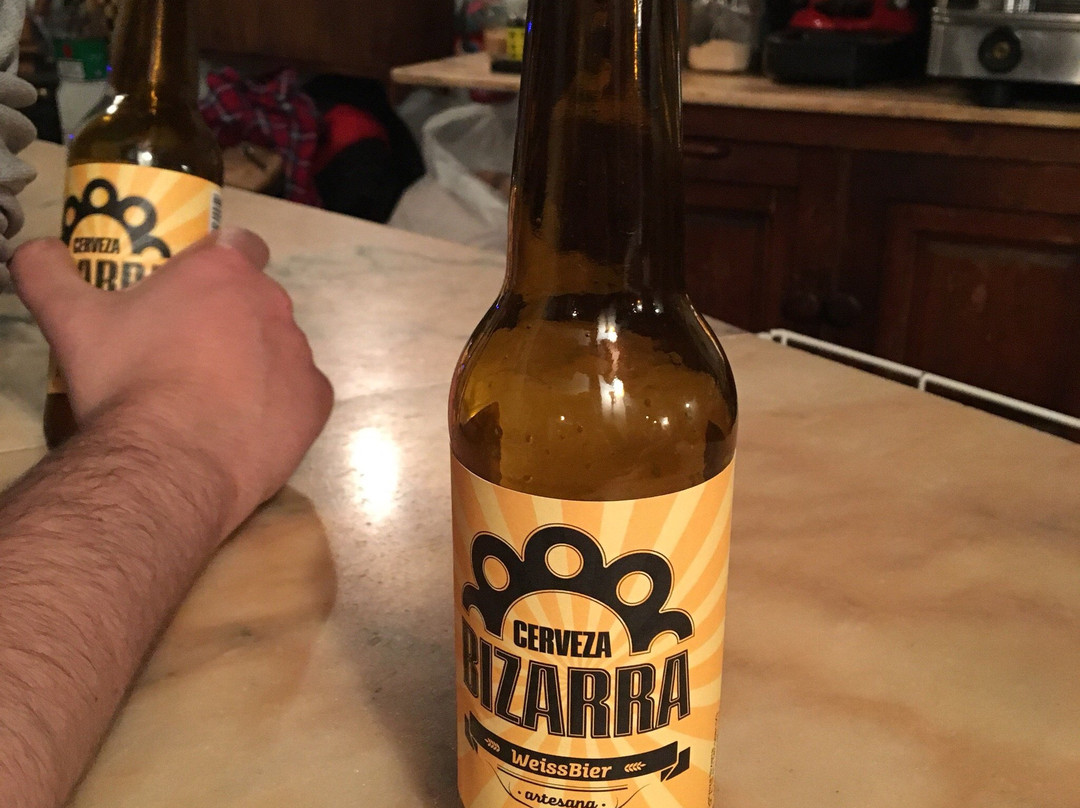 CERVEZA
CERVEZA
BIZARRA
WeissBier
· artesana ·